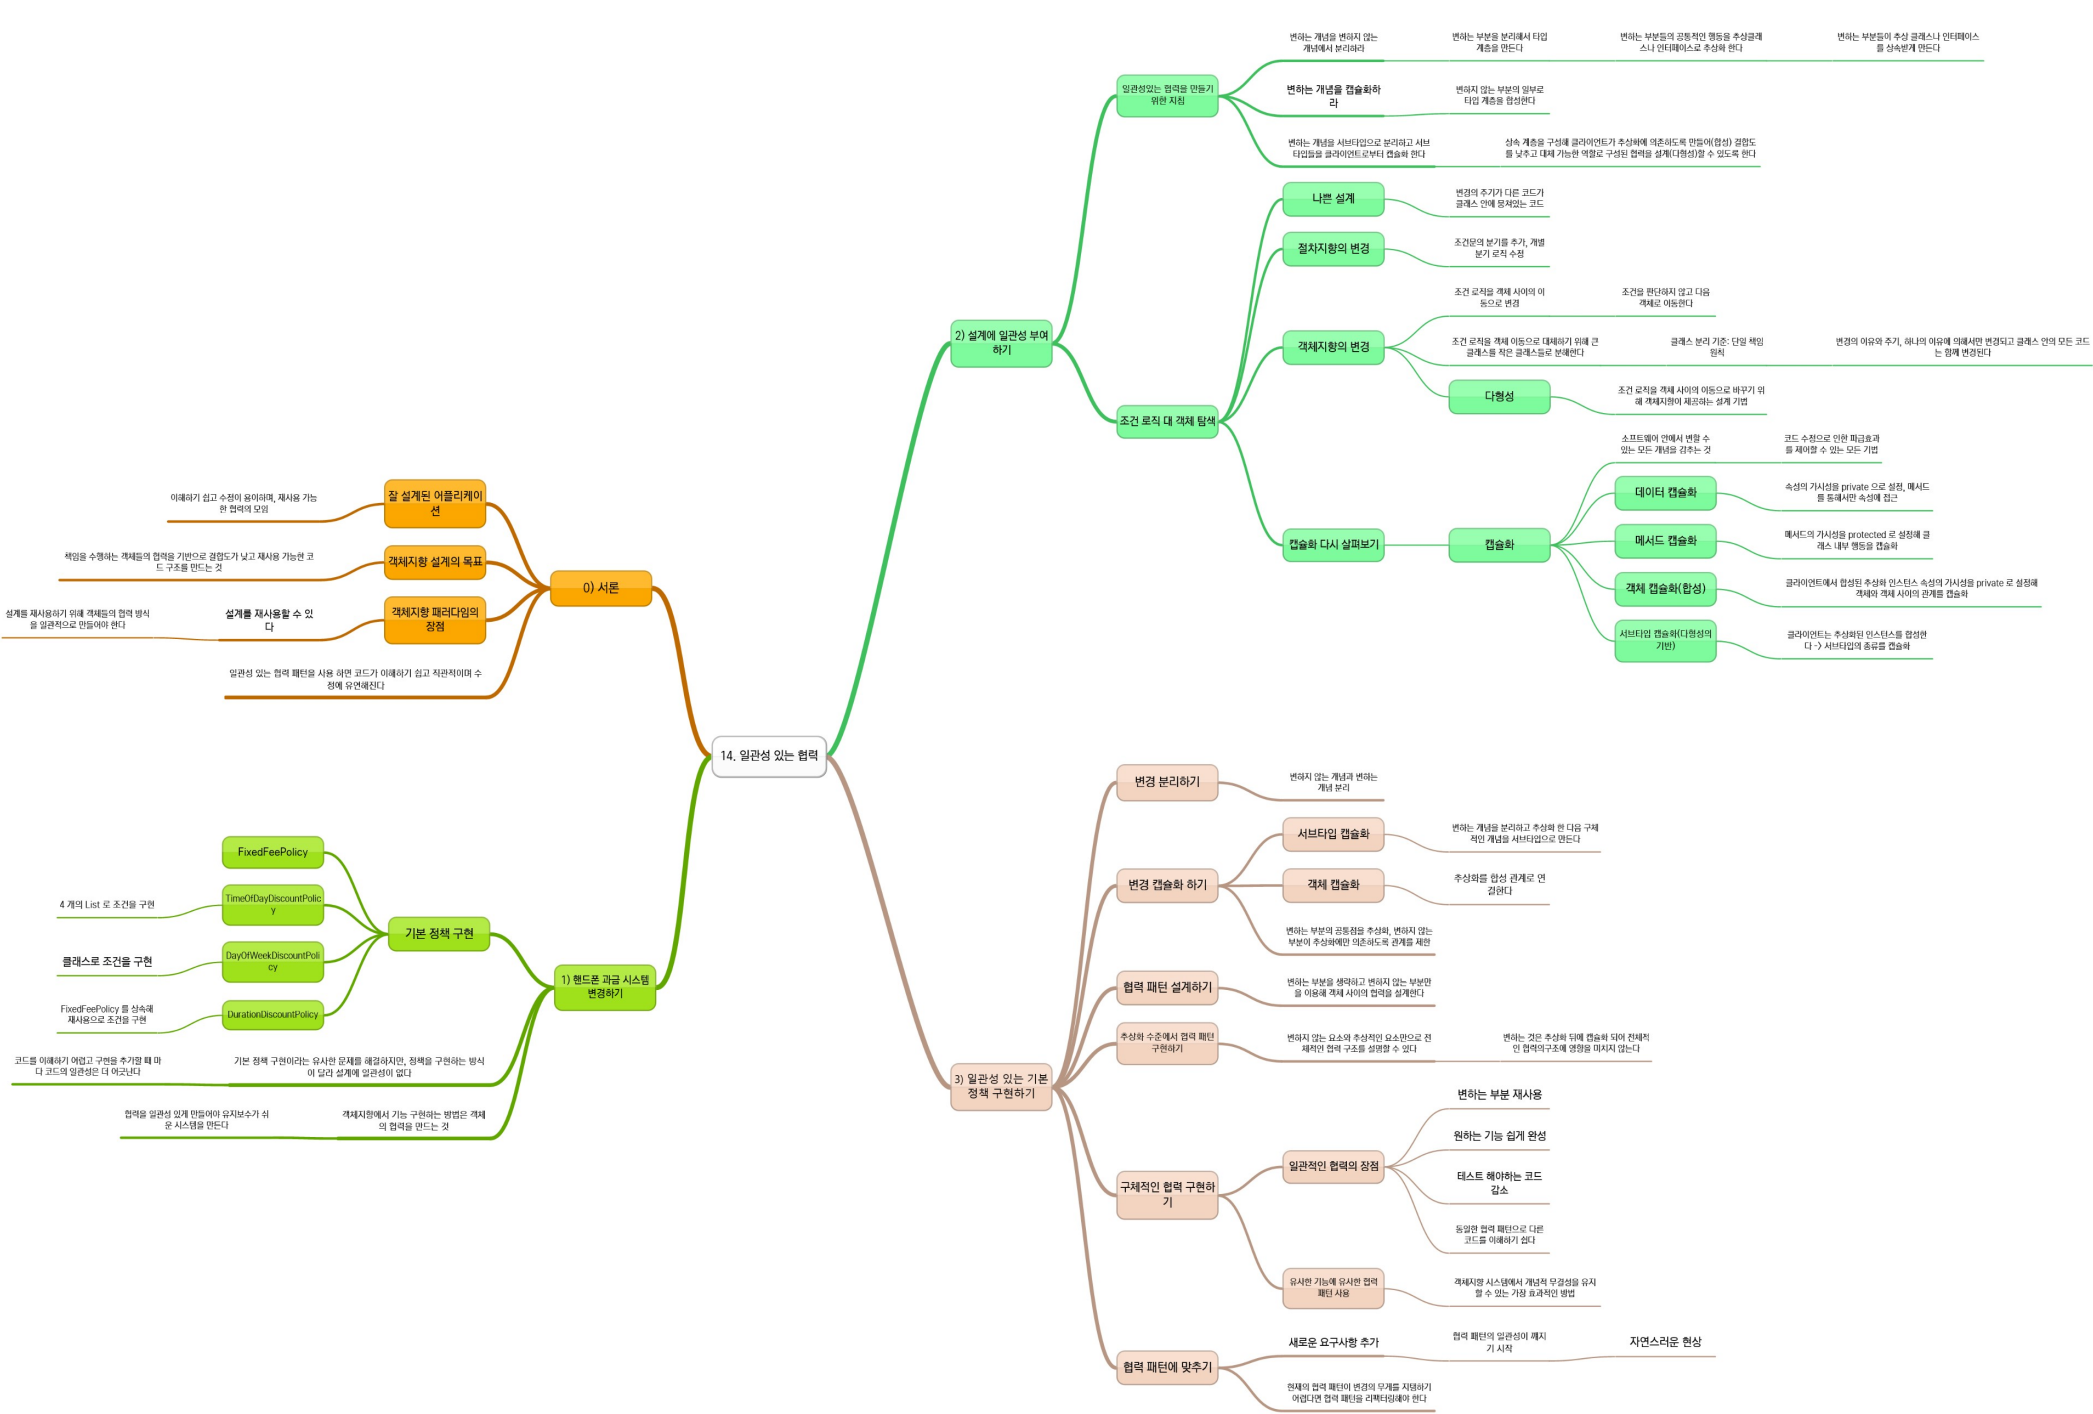 14. 일관성 있는 협력
0) 서론
잘 설계된 어플리케이
션
이해하기 쉽고 수정이 용이하며, 재사용 가능
한 협력의 모임
객체지향 설계의 목표
책임을 수행하는 객체들의 협력을 기반으로 결합도가 낮고 재사용 가능한 코
드 구조를 만드는 것
객체지향 패러다임의
장점
설계를 재사용할 수 있
다
설계를 재사용하기 위해 객체들의 협력 방식
을 일관적으로 만들어야 한다
일관성 있는 협력 패턴을 사용 하면 코드가 이해하기 쉽고 직관적이며 수
정에 유연해진다
1) 핸드폰 과금 시스템
변경하기
기본 정책 구현
FixedFeePolicy
TimeOfDayDiscountPolic
y
4 개의 List 로 조건을 구현
DayOfWeekDiscountPoli
cy
클래스로 조건을 구현
DurationDiscountPolicy
FixedFeePolicy 를 상속해
재사용으로 조건을 구현
기본 정책 구현이라는 유사한 문제를 해결하지만, 정책을 구현하는 방식
이 달라 설계에 일관성이 없다
코드를 이해하기 어렵고 구현을 추가할 때 마
다 코드의 일관성은 더 어긋난다
객체지향에서 기능 구현하는 방법은 객체
의 협력을 만드는 것
협력을 일관성 있게 만들어야 유지보수가 쉬
운 시스템을 만든다
2) 설계에 일관성 부여
하기
일관성있는 협력을 만들기
위한 지침
변하는 개념을 변하지 않는
개념에서 분리하라
변하는 부분을 분리해서 타입
계층을 만든다
변하는 부분들의 공통적인 행동을 추상클래
스나 인터페이스로 추상화 한다
변하는 부분들이 추상 클래스나 인터페이스
를 상속받게 만든다
변하는 개념을 캡슐화하
라
변하지 않는 부분의 일부로
타입 계층을 합성한다
변하는 개념을 서브타입으로 분리하고 서브
타입들을 클라이언트로부터 캡슐화 한다
상속 계층을 구성해 클라이언트가 추상화에 의존하도록 만들어(합성) 결합도
를 낮추고 대체 가능한 역할로 구성된 협력을 설계(다형성)할 수 있도록 한다
조건 로직 대 객체 탐색
나쁜 설계
변경의 주기가 다른 코드가
클래스 안에 뭉쳐있는 코드
절차지향의 변경
조건문의 분기를 추가, 개별
분기 로직 수정
객체지향의 변경
조건 로직을 객체 사이의 이
동으로 변경
조건을 판단하지 않고 다음
객체로 이동한다
조건 로직을 객체 이동으로 대체하기 위해 큰
클래스를 작은 클래스들로 분해한다
클래스 분리 기준: 단일 책임
원칙
변경의 이유와 주기, 하나의 이유에 의해서만 변경되고 클래스 안의 모든 코드
는 함께 변경된다
다형성
조건 로직을 객체 사이의 이동으로 바꾸기 위
해 객체지향이 제공하는 설계 기법
캡슐화 다시 살펴보기
캡슐화
소프트웨어 안에서 변할 수
있는 모든 개념을 감추는 것
코드 수정으로 인한 파급효과
를 제어할 수 있는 모든 기법
데이터 캡슐화
속성의 가시성을 private 으로 설정, 메서드
를 통해서만 속성에 접근
메서드 캡슐화
메서드의 가시성을 protected 로 설정해 클
래스 내부 행동을 캡슐화
객체 캡슐화(합성)
클라이언트에서 합성된 추상화 인스턴스 속성의 가시성을 private 로 설정해
객체와 객체 사이의 관계를 캡슐화
서브타입 캡슐화(다형성의
기반)
클라이언트는 추상화된 인스턴스를 합성한
다 -> 서브타입의 종류를 캡슐화
3) 일관성 있는 기본
정책 구현하기
변경 분리하기
변하지 않는 개념과 변하는
개념 분리
변경 캡슐화 하기
서브타입 캡슐화
변하는 개념을 분리하고 추상화 한 다음 구체
적인 개념을 서브타입으로 만든다
객체 캡슐화
추상화를 합성 관계로 연
결한다
변하는 부분의 공통점을 추상화, 변하지 않는
부분이 추상화에만 의존하도록 관계를 제한
협력 패턴 설계하기
변하는 부분을 생략하고 변하지 않는 부분만
을 이용해 객체 사이의 협력을 설계한다
추상화 수준에서 협력 패턴
구현하기
변하지 않는 요소와 추상적인 요소만으로 전
체적인 협력 구조를 설명할 수 있다
변하는 것은 추상화 뒤에 캡슐화 되어 전체적
인 협력의구조에 영향을 미치지 않는다
구체적인 협력 구현하
기
일관적인 협력의 장점
변하는 부분 재사용
원하는 기능 쉽게 완성
테스트 해야하는 코드
감소
동일한 협력 패턴으로 다른
코드를 이해하기 쉽다
유사한 기능에 유사한 협력
패턴 사용
객체지향 시스템에서 개념적 무결성을 유지
할 수 있는 가장 효과적인 방법
협력 패턴에 맞추기
새로운 요구사항 추가
협력 패턴의 일관성이 깨지
기 시작
자연스러운 현상
현재의 협력 패턴이 변경의 무게를 지탱하기
어렵다면 협력 패턴을 리팩터링해야 한다